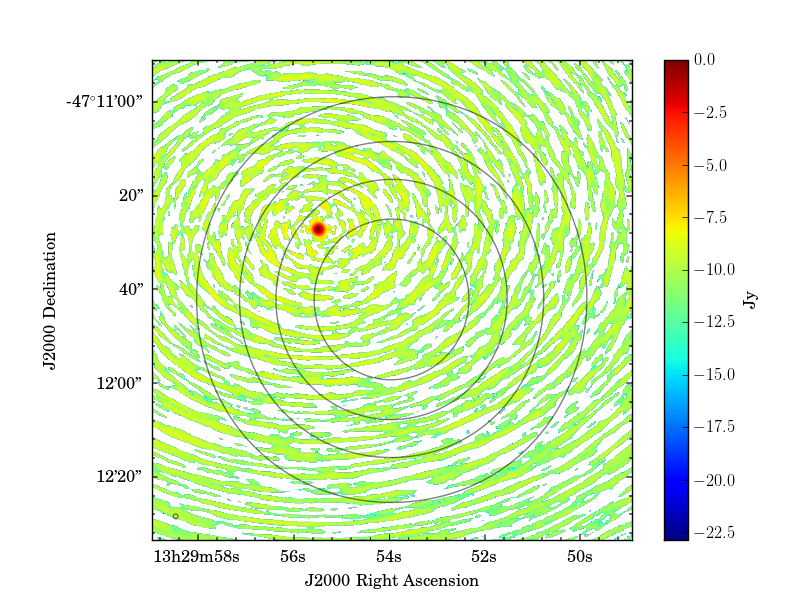 -47°11′00″
20″
40″
12′00″
12′20″
J2000 Declination
13h29m58s
56s
54s
52s
50s
J2000 Right Ascension
0.0
−2.5
−5.0
−7.5
−10.0
−12.5
−15.0
−17.5
−20.0
−22.5
Jy